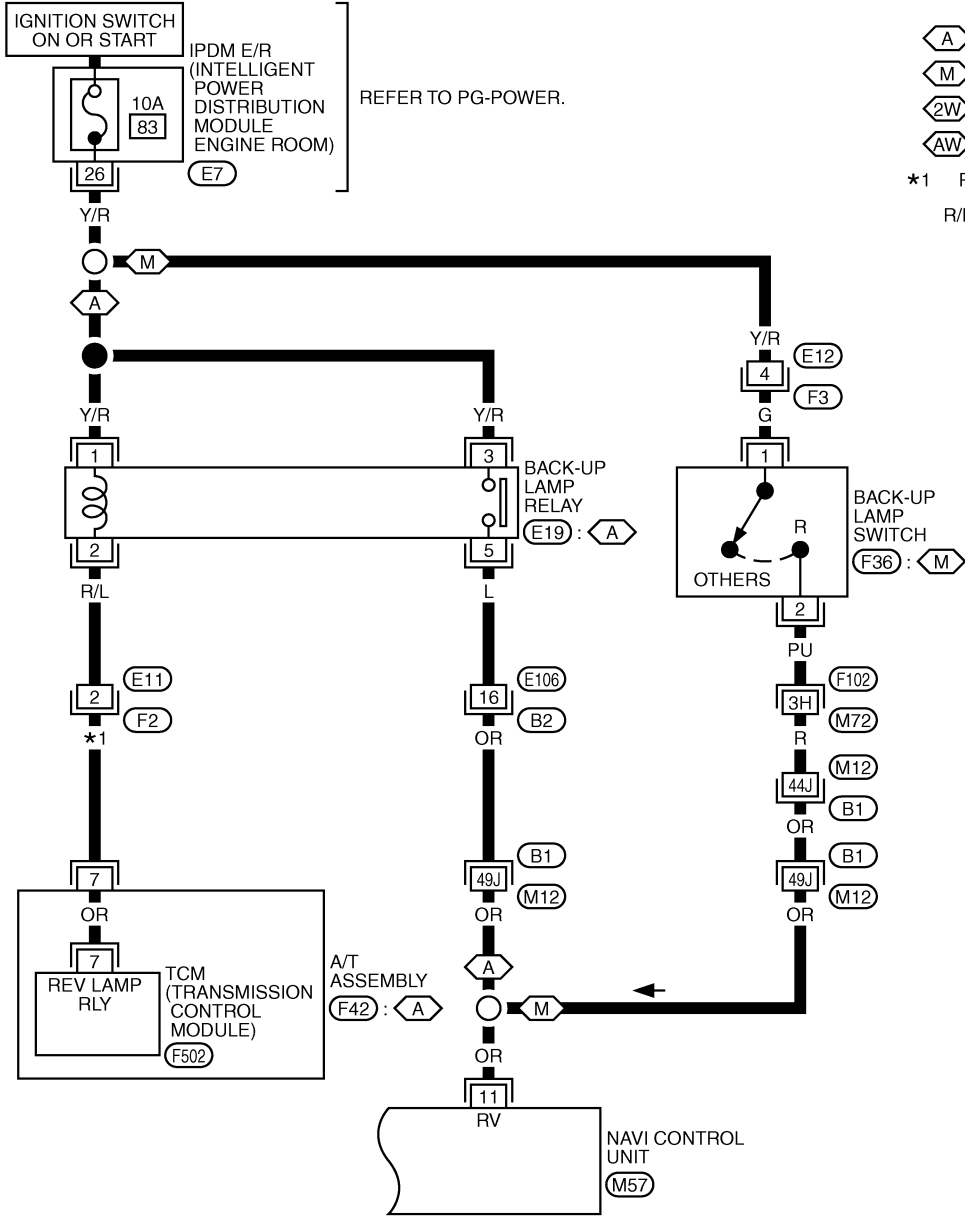 IGNITION SWITCH
ON OR START
IPDM E/R
(INTELLIGENT
POWER
DISTRIBUTION
MODULE
ENGINE ROOM)
E7
10A
83
26
REFER TO PG-POWER.
A
M
2W
AW
*1
R/
Y/R
M
A
Y/R
4
E12
F3
G
Y/R
Y/R
1
3
1
BACK-UP
LAMP
RELAY
E19 : A
BACK-UP
LAMP
SWITCH
F36 : M
R
OTHERS
2
5
2
R/L
L
PU
2
E11
F2
*1
16
E106
B2
OR
3H
F102
M72
R
44J
M12
B1
OR
7
OR
7
REV LAMP
RLY
TCM
(TRANSMISSION
CONTROL
MODULE)
F502
A/T
ASSEMBLY
F42 : A
49J
B1
M12
OR
49J
B1
M12
OR
A
M
OR
11
RV
NAVI CONTROL
UNIT
M57